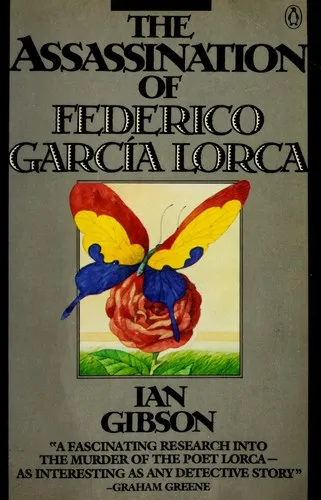 THE
ASSASSINATION
OF
FEDERICO
GARCÍA LORCA
IAN
GIBSON
"A FASCINATING RESEARCH INTO
THE MURDER OF THE POET LORCA—
AS INTERESTING AS ANY DETECTIVE STORY"
–GRAHAM GREENE